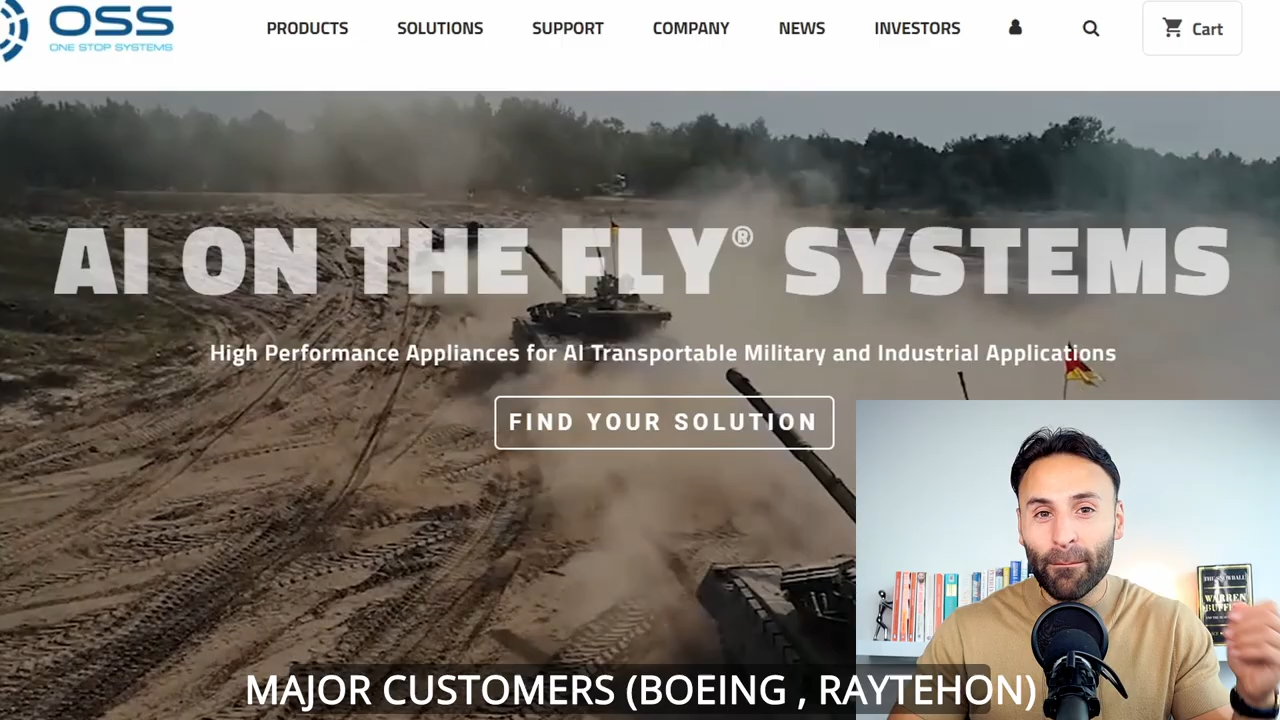 OSS
ONE STOP SYSTEMS
PRODUCTS SOLUTIONS SUPPORT COMPANY NEWS INVESTORS Cart
AI ON THE FLY® SYSTEMS
High Performance Appliances for AI Transportable Military and Industrial Applications
FIND YOUR SOLUTION
WARREN
MAJOR CUSTOMERS (BOEING , RAYTEHON)